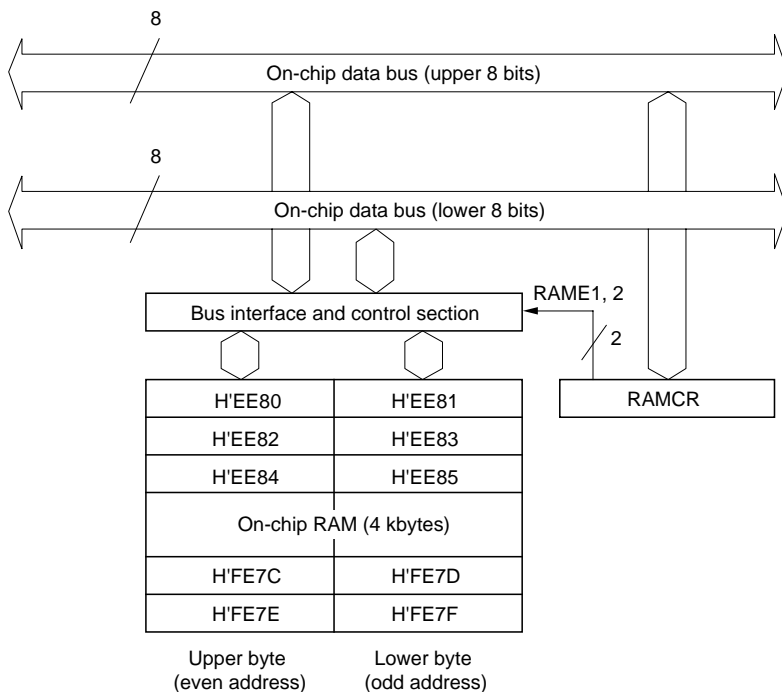 8
On-chip data bus (upper 8 bits)
8
On-chip data bus (lower 8 bits)
RAME1, 2
Bus interface and control section
2
H'EE80 H'EE81
RAMCR
H'EE82 H'EE83
H'EE84 H'EE85
On-chip RAM (4 kbytes)
H'FE7C H'FE7D
H'FE7E H'FE7F
Upper byte
(even address)
Lower byte
(odd address)